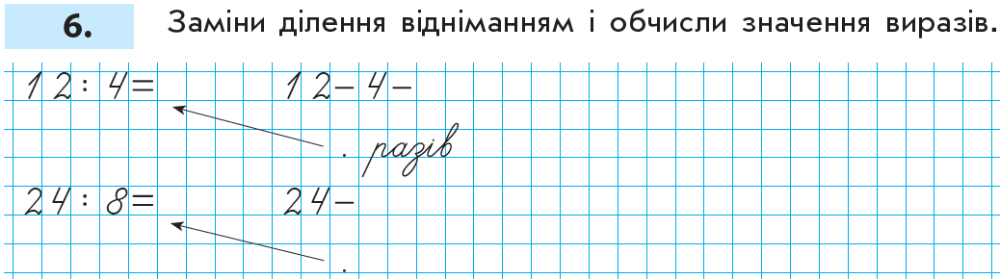 6. Заміни ділення відніманням і обчисли значення виразів.
12 : 4 = 12 – 4 –
. разів
24 : 8 = 24 –
.